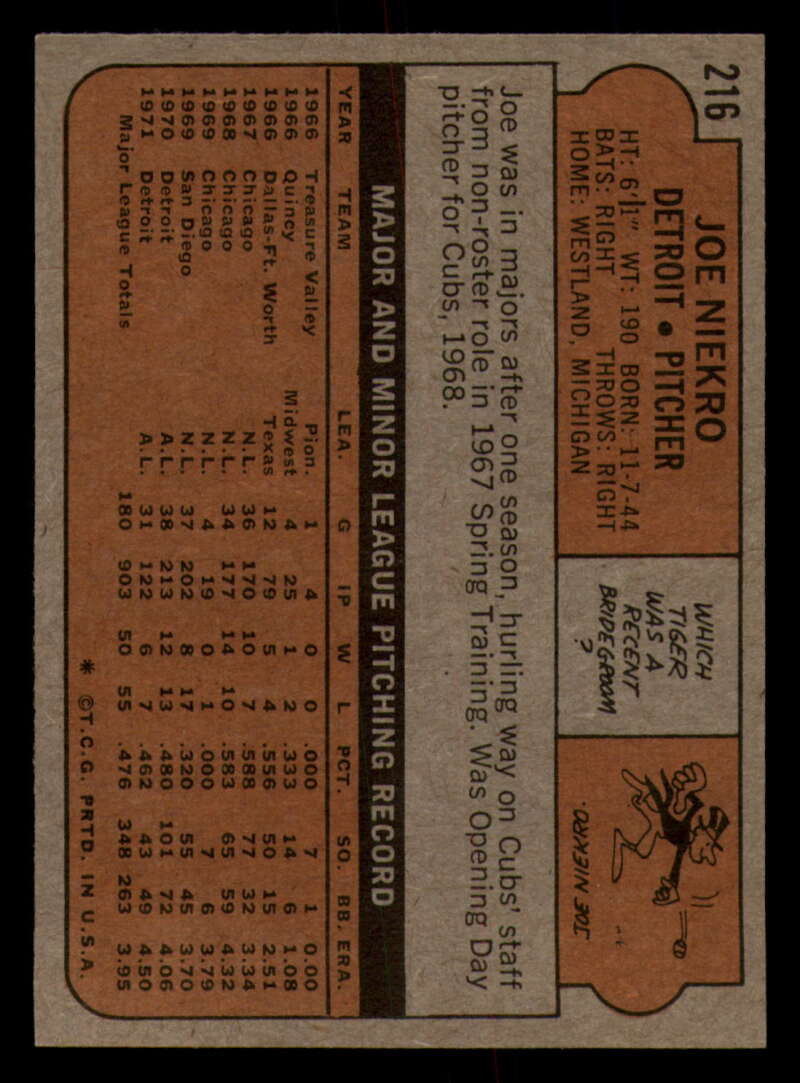 216
JOE NIEKRO
DETROIT • PITCHER
HT: 6'1" WT: 190 BORN: 11-7-44
BATS: RIGHT THROWS: RIGHT
HOME: WESTLAND, MICHIGAN
WHICH
TIGER
WAS A
RECENT
BRIDEGROOM
?
JOE NIEKRO.
Joe was in majors after one season, hurling way on Cubs' staff
from non-roster role in 1967 Spring Training. Was Opening Day
pitcher for Cubs, 1968.
MAJOR AND MINOR LEAGUE PITCHING RECORD
YEAR TEAM LEA. G IP W L PCT. SO. BB. ERA.
1966 Treasure Valley Pion. 1 4 0 0 .000 7 1 0.00
1966 Quincy Midwest 4 25 1 2 .333 14 6 1.08
1966 Dallas-Ft. Worth Texas 12 79 5 4 .556 50 15 2.51
1967 Chicago N.L. 36 170 10 7 .588 77 32 3.34
1968 Chicago N.L. 34 177 14 10 .583 65 59 4.32
1969 Chicago N.L. 4 19 0 1 .000 7 6 3.79
1969 San Diego N.L. 37 202 8 17 .320 55 45 3.70
1970 Detroit A.L. 38 213 12 13 .480 101 72 4.06
1971 Detroit A.L. 31 122 6 7 .462 43 49 4.50
Major League Totals 180 903 50 55 .476 348 263 3.95
* ©T.C.G. PRTD. IN U.S.A.